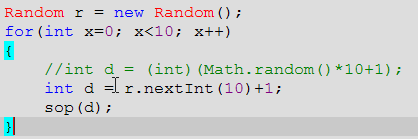 Random r = new Random();
for(int x=0; x<10; x++)
{
    //int d = (int)(Math.random()*10+1);
    int d = r.nextInt(10)+1;
    sop(d);
}